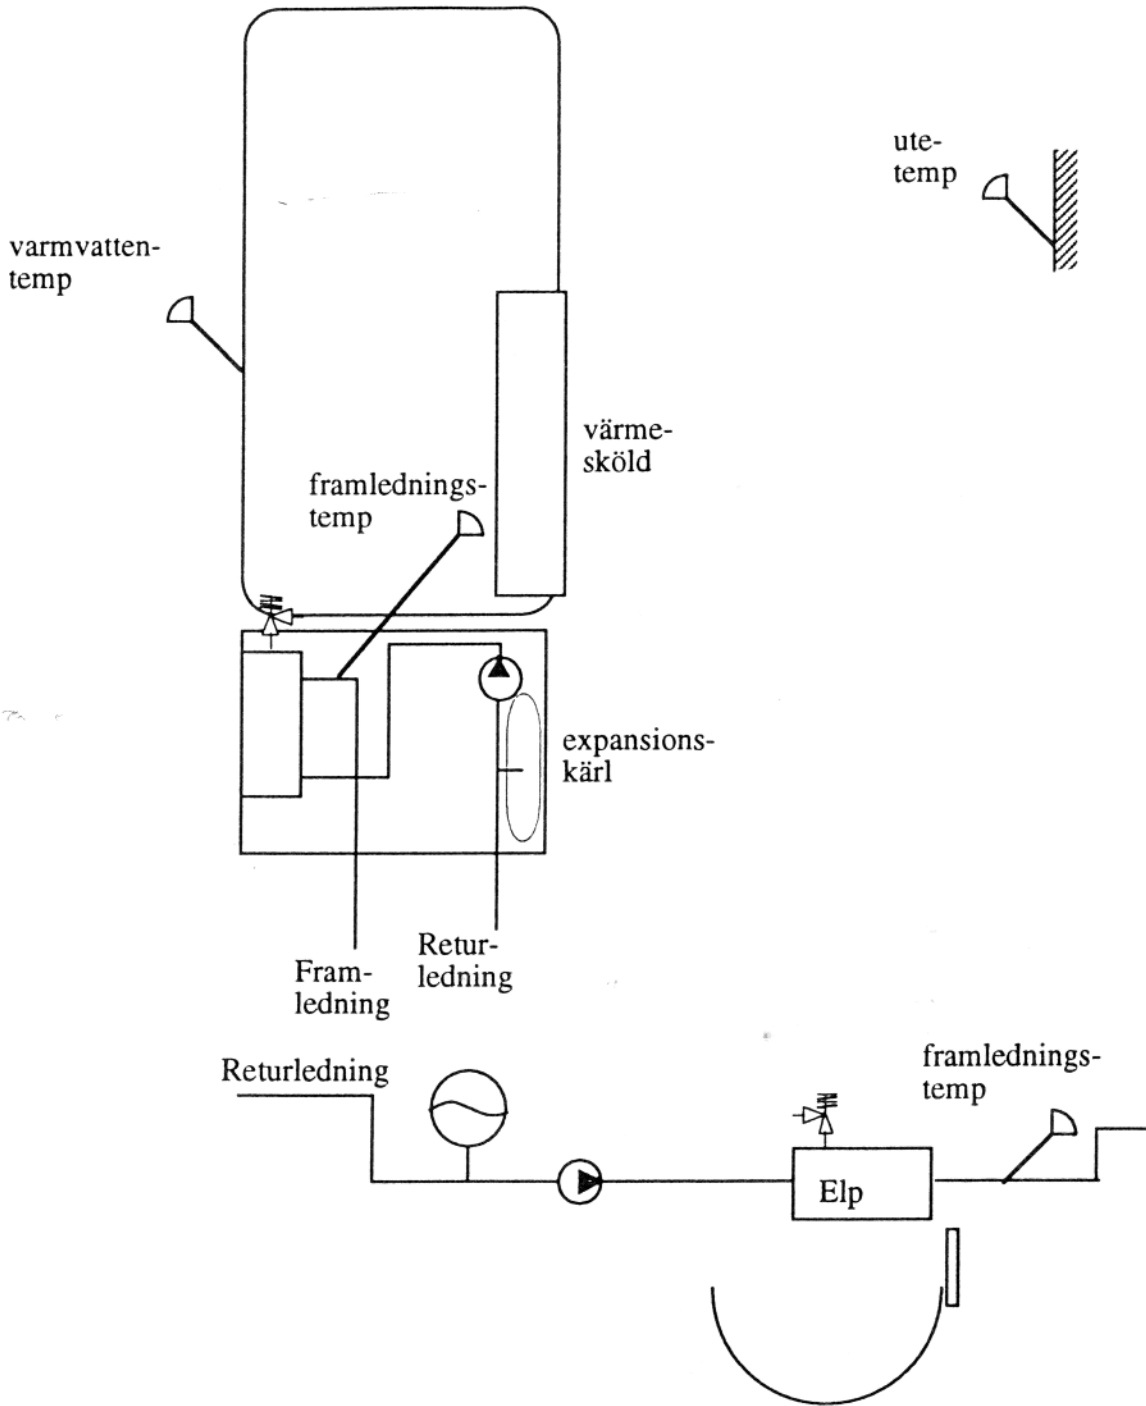 ute-
temp
varmvatten-
temp
värme-
sköld
framlednings-
temp
expansions-
kärl
Retur-
ledning
Fram-
ledning
Returledning
framlednings-
temp
Elp